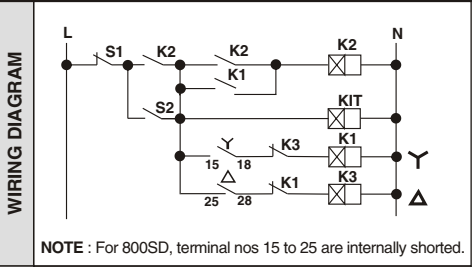 WIRING DIAGRAM
L
N
S1
K2
K2
K2
K1
S2
KIT
K3
K1
15
18
K1
K3
25
28
NOTE : For 800SD, terminal nos 15 to 25 are internally shorted.